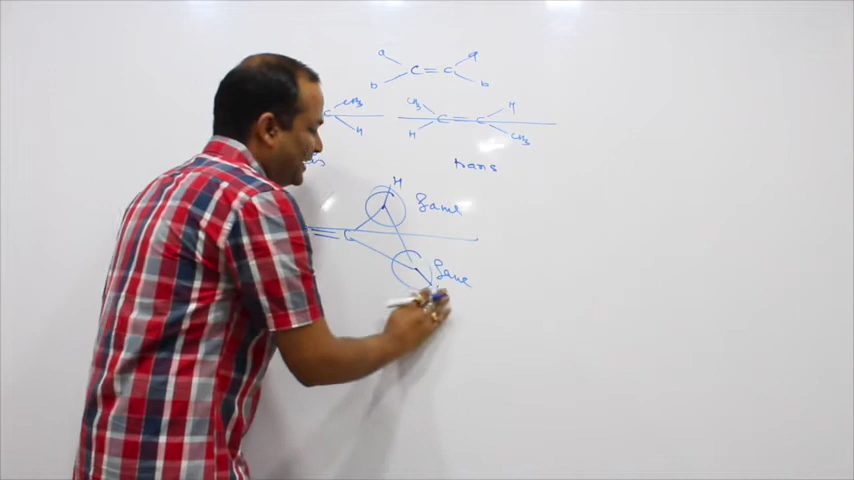 a a
C = C
b b
C CH3 CH3 H
C = C
H H CH3
trans
H
Same
= C
Same